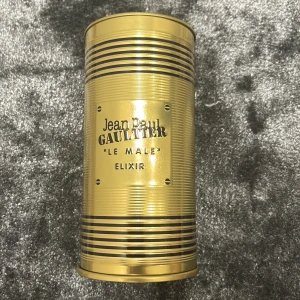 Jean Paul
GAULTIER
"LE MALE"
ELIXIR